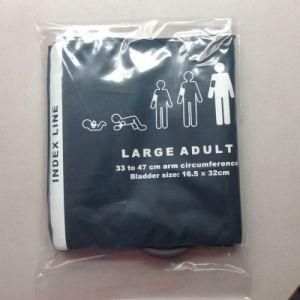 INDEX LINE
LARGE ADULT
33 to 47 cm arm circumference
Bladder size: 16.5 x 32cm